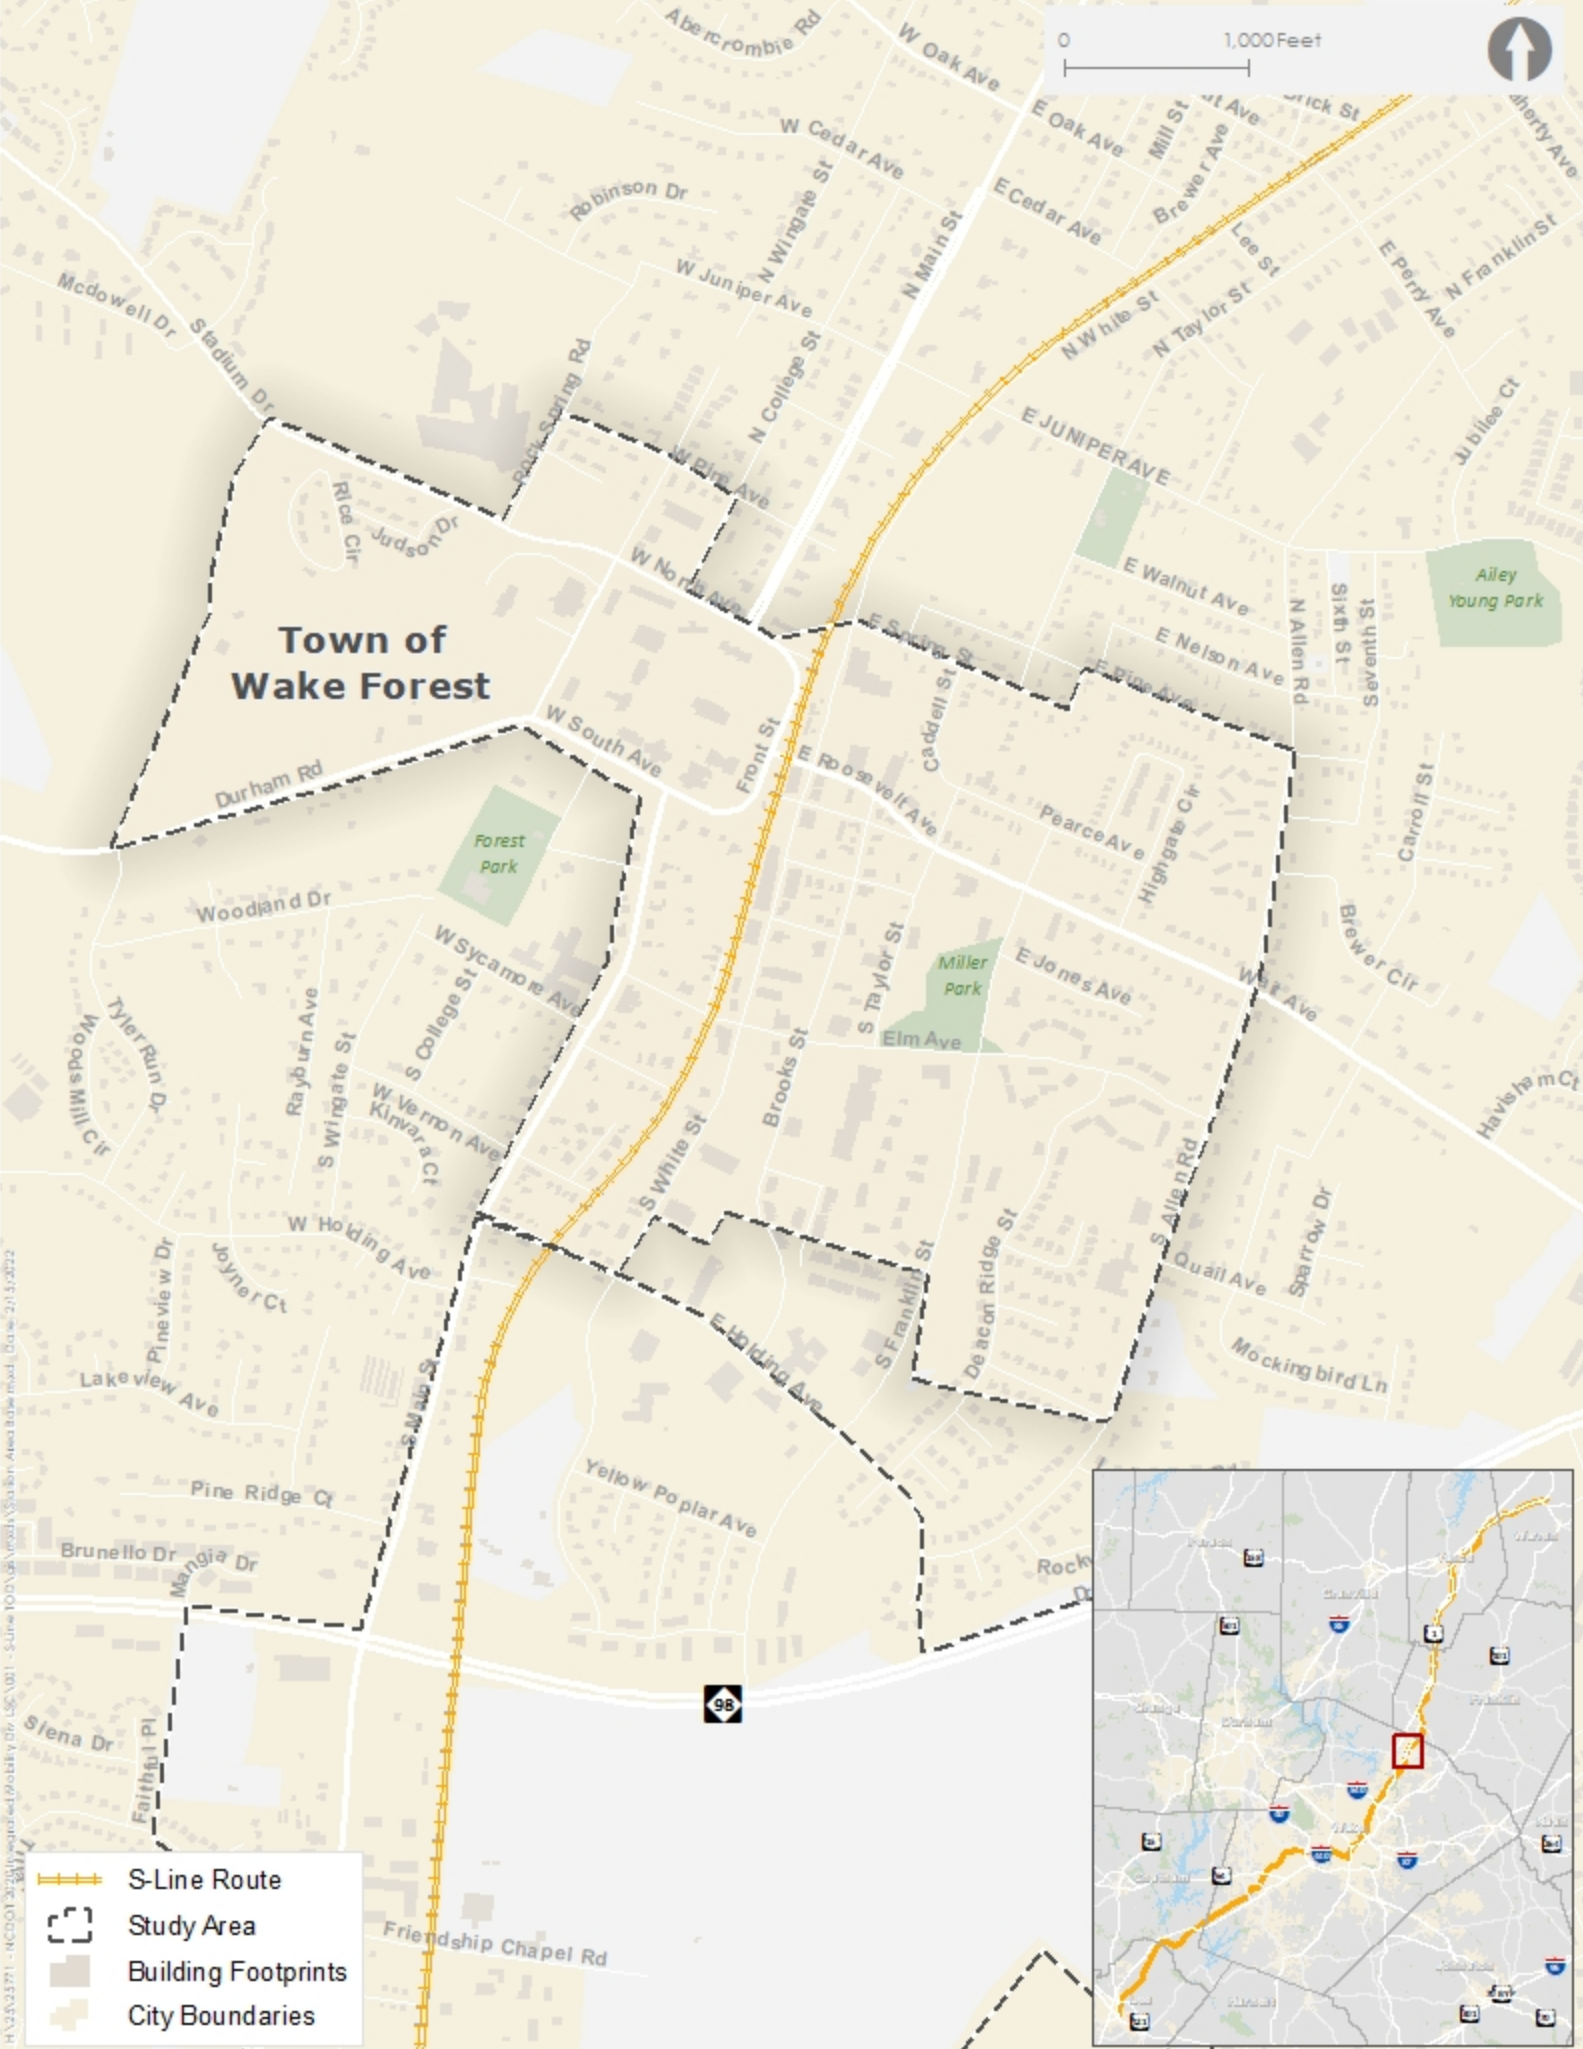 Abercrombie Rd
W Oak Ave
0 1,000 Feet
E Oak Ave
Mill St
Brewer Ave
W Cedar Ave
Robinson Dr
N Wingate St
E Cedar Ave
N Main St
Lee St
E Perry Ave
N Franklin St
W Juniper Ave
Mcdowell Dr
Stadium Dr
N White St
N Taylor St
Rock Spring Rd
N College St
E JUNIPER AVE
Jubilee Ct
W Pine Ave
Rice Cir
Judson Dr
W North Ave
E Walnut Ave
Ailey
Young Park
N Allen Rd
Sixth St
Seventh St
Town of
Wake Forest
E Spring St
E Nelson Ave
E Pine Ave
Caddell St
W South Ave
Front St
E Roosevelt Ave
Durham Rd
Pearce Ave
Highgate Cir
Carroll St
Forest
Park
Woodland Dr
W Sycamore Ave
S Taylor St
Miller
Park
E Jones Ave
Brewer Cir
Wait Ave
Tyler Run Dr
Woods Mill Cir
Rayburn Ave
S Wingate St
S College St
Elm Ave
Brooks St
W Vernon Ave
Kinvara Ct
Havisham Ct
S White St
S Allen Rd
W Holding Ave
Joyner Ct
Pineview Dr
S Franklin St
Deacon Ridge St
Quail Ave
Sparrow Dr
E Holding Ave
Mockingbird Ln
Lakeview Ave
S Main St
Yellow Poplar Ave
Pine Ridge Ct
Brunello Dr
Mangia Dr
98
Siena Dr
Faithful Pl
Friendship Chapel Rd
S-Line Route
Study Area
Building Footprints
City Boundaries
Granville
Durham
Wake
1